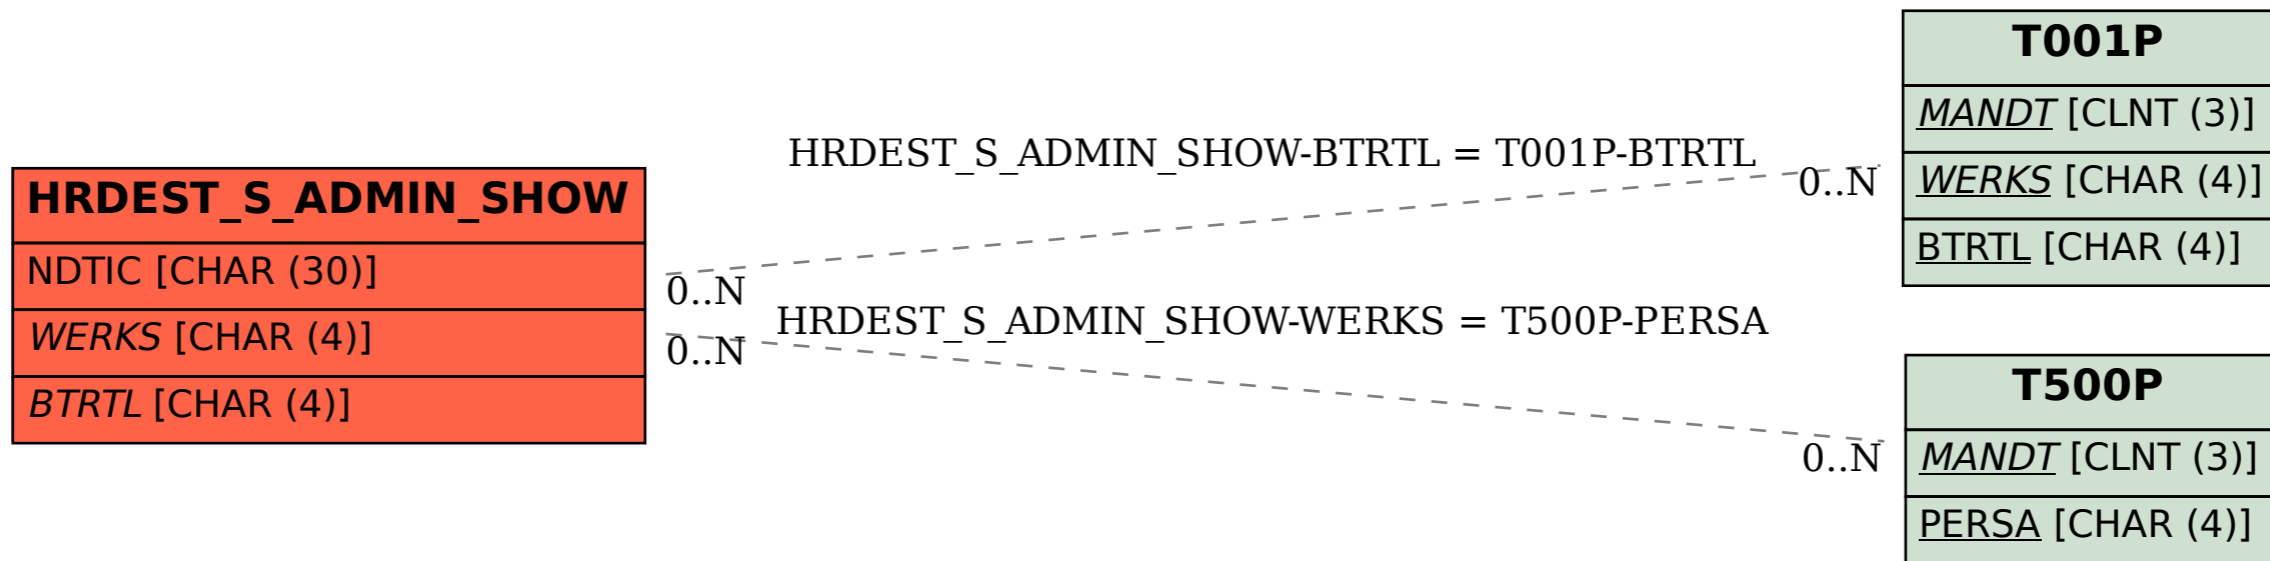 HRDEST_S_ADMIN_SHOW
NDTIC [CHAR (30)]
WERKS [CHAR (4)]
BTRTL [CHAR (4)]
HRDEST_S_ADMIN_SHOW-BTRTL = T001P-BTRTL
0..N
0..N
HRDEST_S_ADMIN_SHOW-WERKS = T500P-PERSA
0..N
0..N
T001P
MANDT [CLNT (3)]
WERKS [CHAR (4)]
BTRTL [CHAR (4)]
T500P
MANDT [CLNT (3)]
PERSA [CHAR (4)]